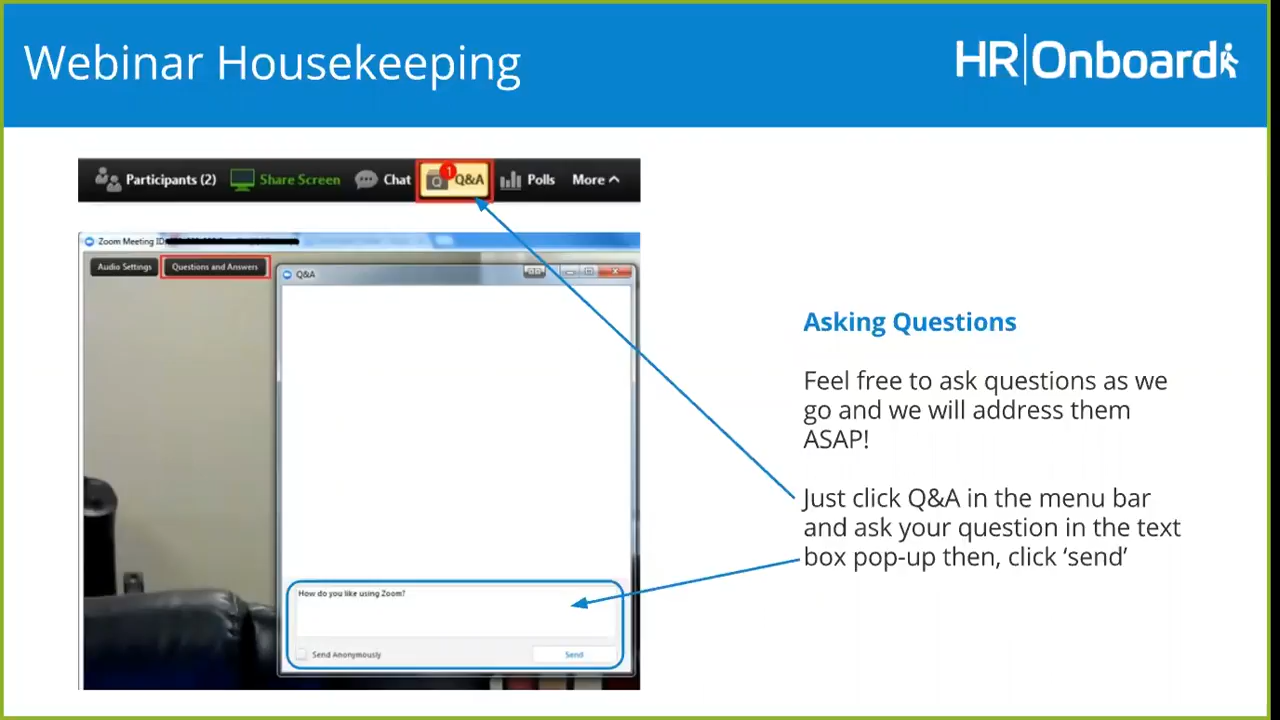 Webinar Housekeeping
HR|Onboard
Participants (2) Share Screen Chat 1 Q Q&A Polls More
Zoom Meeting ID:
Audio Settings Questions and Answers
Q&A
How do you like using Zoom?
Send Anonymously Send
Asking Questions
Feel free to ask questions as we
go and we will address them
ASAP!
Just click Q&A in the menu bar
and ask your question in the text
box pop-up then, click ‘send’